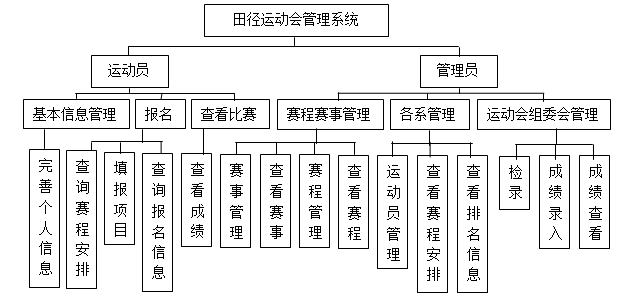 田径运动会管理系统
运动员
管理员
基本信息管理
报名
查看比赛
赛程赛事管理
各系管理
运动会组委会管理
完善个人信息
查询赛程安排
填报项目
查询报名信息
查看成绩
赛事管理
查看赛事
赛程管理
查看赛程
运动员管理
查看赛程安排
查看排名信息
检录
成绩录入
成绩查看